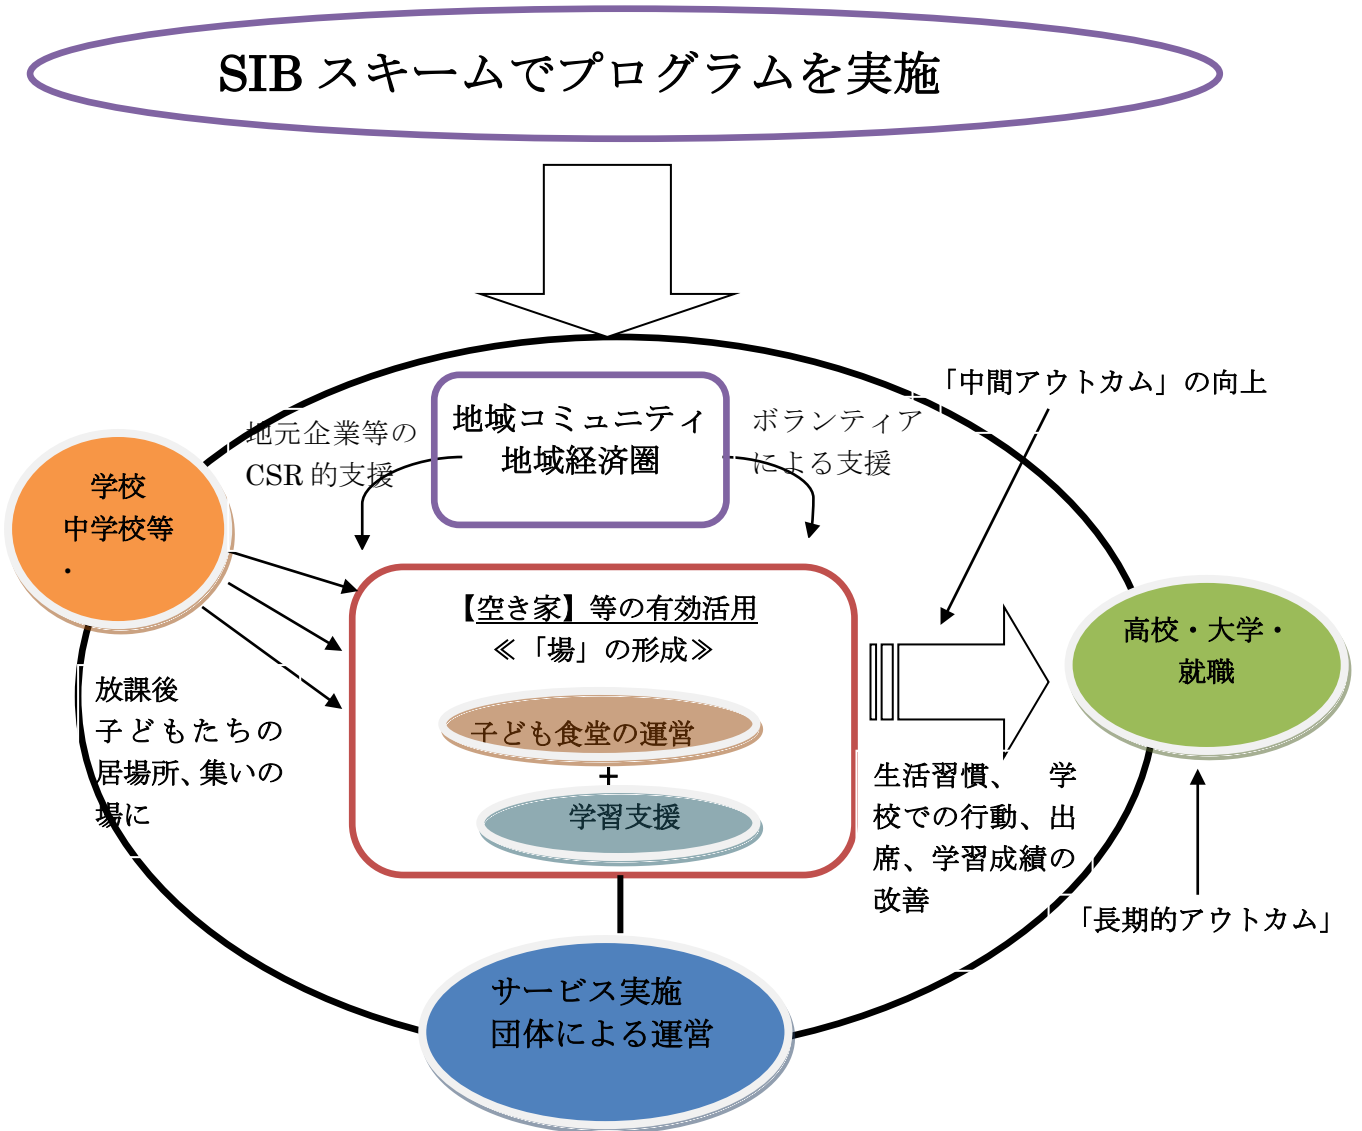 SIB スキームでプログラムを実施
「中間アウトカム」の向上
地域コミュニティ
地域経済圏
地元企業等の
CSR 的支援
ボランティア
による支援
学校
中学校等
・
【空き家】等の有効活用
≪「場」の形成≫
子ども食堂の運営
+
学習支援
高校・大学・
就職
放課後
子どもたちの
居場所、集いの
場に
生活習慣、　学
校での行動、出
席、学習成績の
改善
「長期的アウトカム」
サービス実施
団体による運営